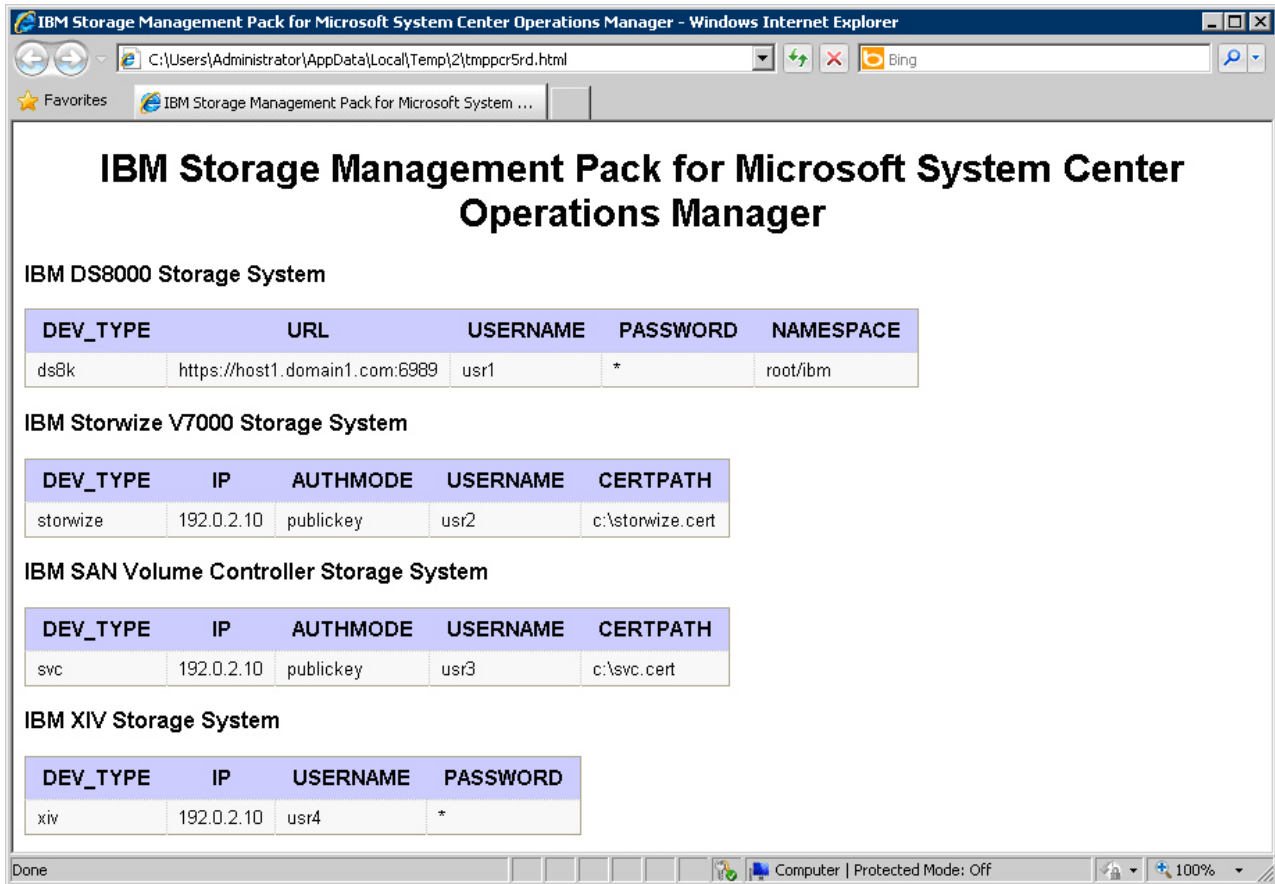 IBM Storage Management Pack for Microsoft System Center Operations Manager - Windows Internet Explorer
C:\Users\Administrator\AppData\Local\Temp\2\tmppcr5rd.html
Bing
Favorites
IBM Storage Management Pack for Microsoft System ...
IBM Storage Management Pack for Microsoft System Center
Operations Manager
IBM DS8000 Storage System
DEV_TYPE URL USERNAME PASSWORD NAMESPACE
ds8k https://host1.domain1.com:6989 usr1 * root/ibm
IBM Storwize V7000 Storage System
DEV_TYPE IP AUTHMODE USERNAME CERTPATH
storwize 192.0.2.10 publickey usr2 c:\storwize.cert
IBM SAN Volume Controller Storage System
DEV_TYPE IP AUTHMODE USERNAME CERTPATH
svc 192.0.2.10 publickey usr3 c:\svc.cert
IBM XIV Storage System
DEV_TYPE IP USERNAME PASSWORD
xiv 192.0.2.10 usr4 *
Done Computer | Protected Mode: Off 100%